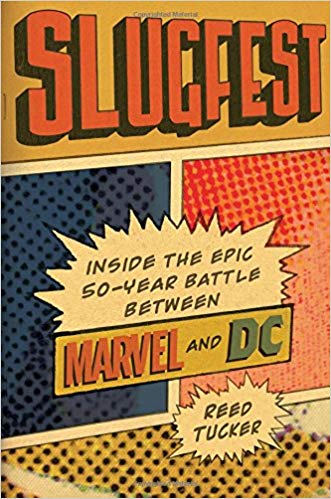 SLUGFEST
INSIDE THE EPIC
50-YEAR BATTLE
BETWEEN
MARVEL AND DC
REED
TUCKER